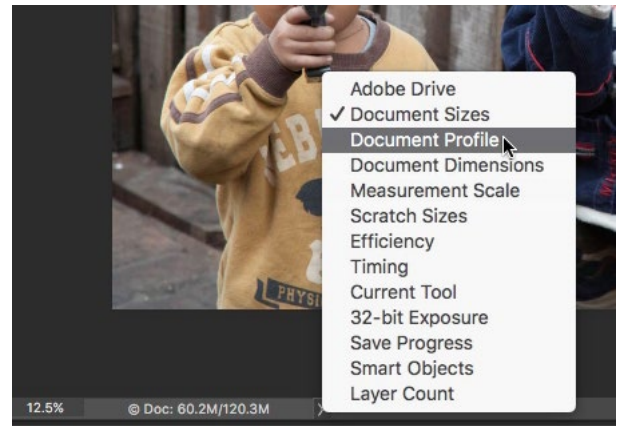 Adobe Drive
✓ Document Sizes
Document Profile
Document Dimensions
Measurement Scale
Scratch Sizes
Efficiency
Timing
Current Tool
32-bit Exposure
Save Progress
Smart Objects
Layer Count
PHYSI
12.5%
© Doc: 60.2M/120.3M